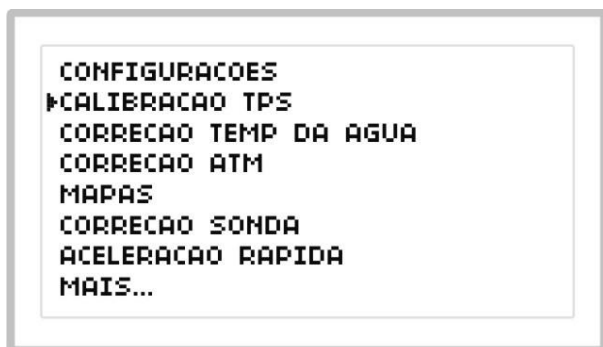 CONFIGURACOES
CALIBRACAO TPS
CORRECAO TEMP DA AGUA
CORRECAO ATM
MAPAS
CORRECAO SONDA
ACELERACAO RAPIDA
MAIS...